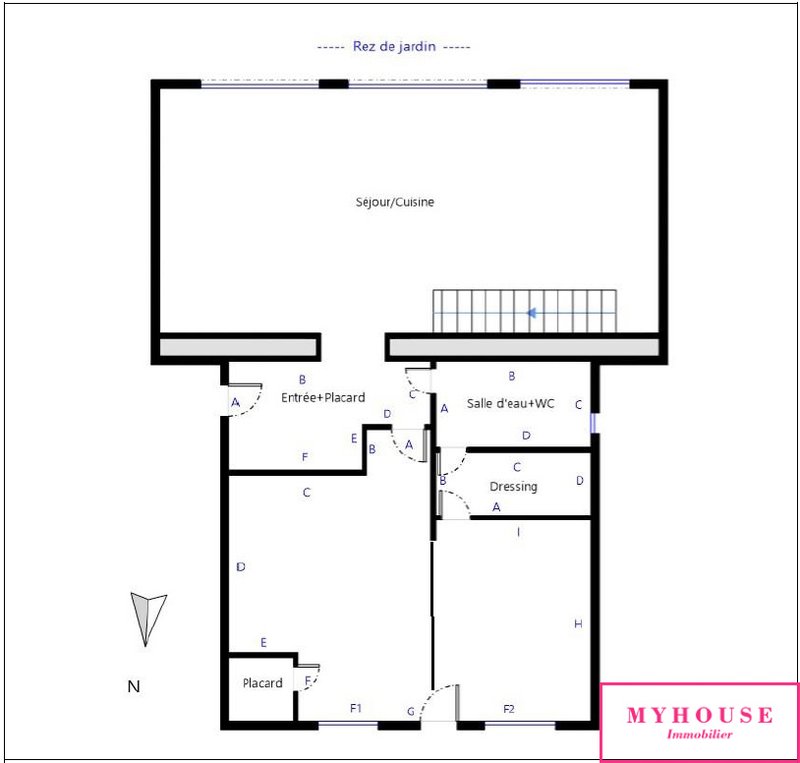 ----- Rez de jardin -----
Séjour/Cuisine
B
Entrée+Placard
A
C
D
E
F
B
A
B
Salle d'eau+WC
A
C
D
C
B
Dressing
D
A
C
D
E
I
H
Placard
F
F1
G
F2
N
MYHOUSE
Immobilier